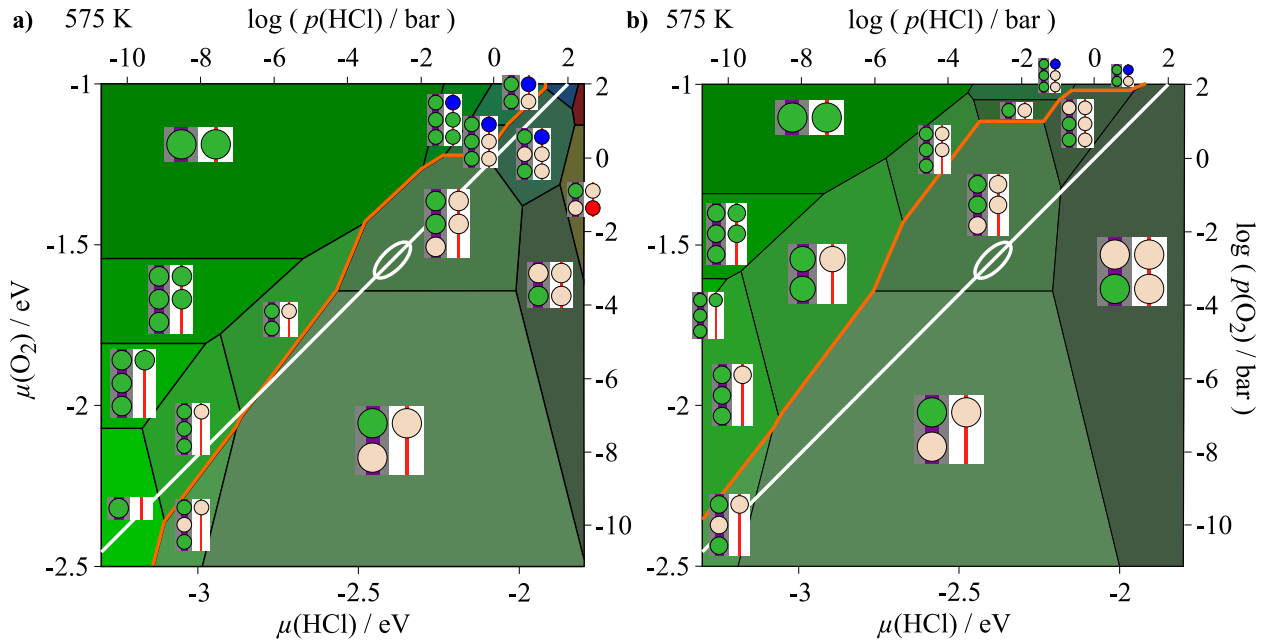 a) 575 K log ( p(HCl) / bar )
-10 -8 -6 -4 -2 0 2
-1
-1.5
-2
-2.5
μ(O2) / eV
2
0
-2
-4
-6
-8
-10
-3 -2.5 -2
μ(HCl) / eV
b) 575 K log ( p(HCl) / bar )
-10 -8 -6 -4 -2 0 2
-1
-1.5
-2
-2.5
2
0
-2
-4
-6
-8
-10
log ( p(O2) / bar )
-3 -2.5 -2
μ(HCl) / eV